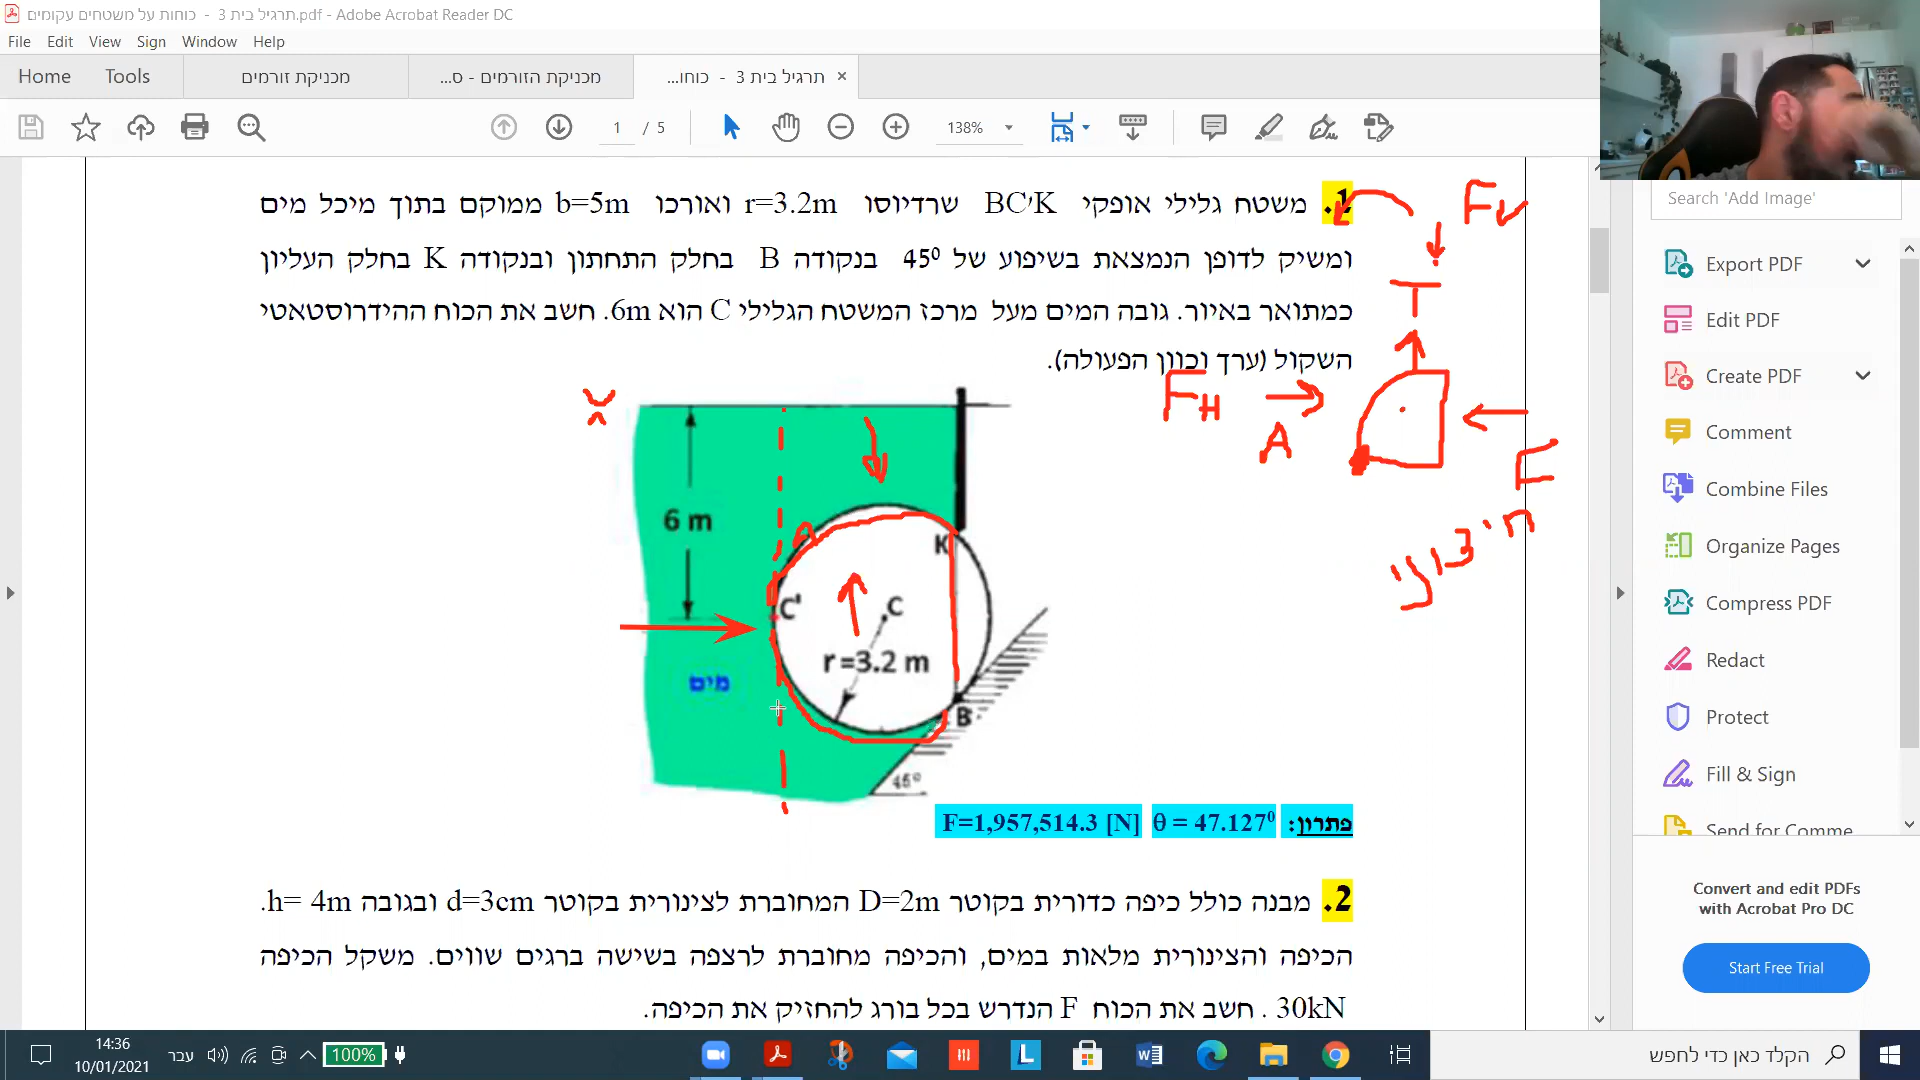 תרגיל בית 3 - כוחות על משטחים עקומים.pdf - Adobe Acrobat Reader DC
File Edit View Sign Window Help
Home Tools
מכניקת זורמים
מכניקת הזורמים - ס...
תרגיל בית 3 - כוחו... ×
1 / 5
138%
1. משטח גלילי אופקי BC'K שרדיוסו r=3.2m ואורכו b=5m ממוקם בתוך מיכל מים
ומשיק לדופן הנמצאת בשיפוע של 45⁰ בנקודה B בחלק התחתון ובנקודה K בחלק העליון
כמתואר באיור. גובה המים מעל מרכז המשטח הגלילי C הוא 6m. חשב את הכוח ההידרוסטאטי
השקול (ערך וכוון הפעולה).
Fv
FH
A
F
חיצוני
6 m
A
K
C'
C
r=3.2 m
מים
B
45°
פתרון: θ = 47.127⁰ F=1,957,514.3 [N]
2. מבנה כולל כיפה כדורית בקוטר D=2m המחוברת לצינורית בקוטר d=3cm ובגובה h= 4m.
הכיפה והצינורית מלאות במים, והכיפה מחוברת לרצפה בשישה ברגים שווים. משקל הכיפה
30kN . חשב את הכוח F הנדרש בכל בורג להחזיק את הכיפה.
Search 'Add Image'
Export PDF
Edit PDF
Create PDF
Comment
Combine Files
Organize Pages
Compress PDF
Redact
Protect
Fill & Sign
Send for Comme
Convert and edit PDFs
with Acrobat Pro DC
Start Free Trial
14:36
10/01/2021
עבר
100%
הקלד כאן כדי לחפש